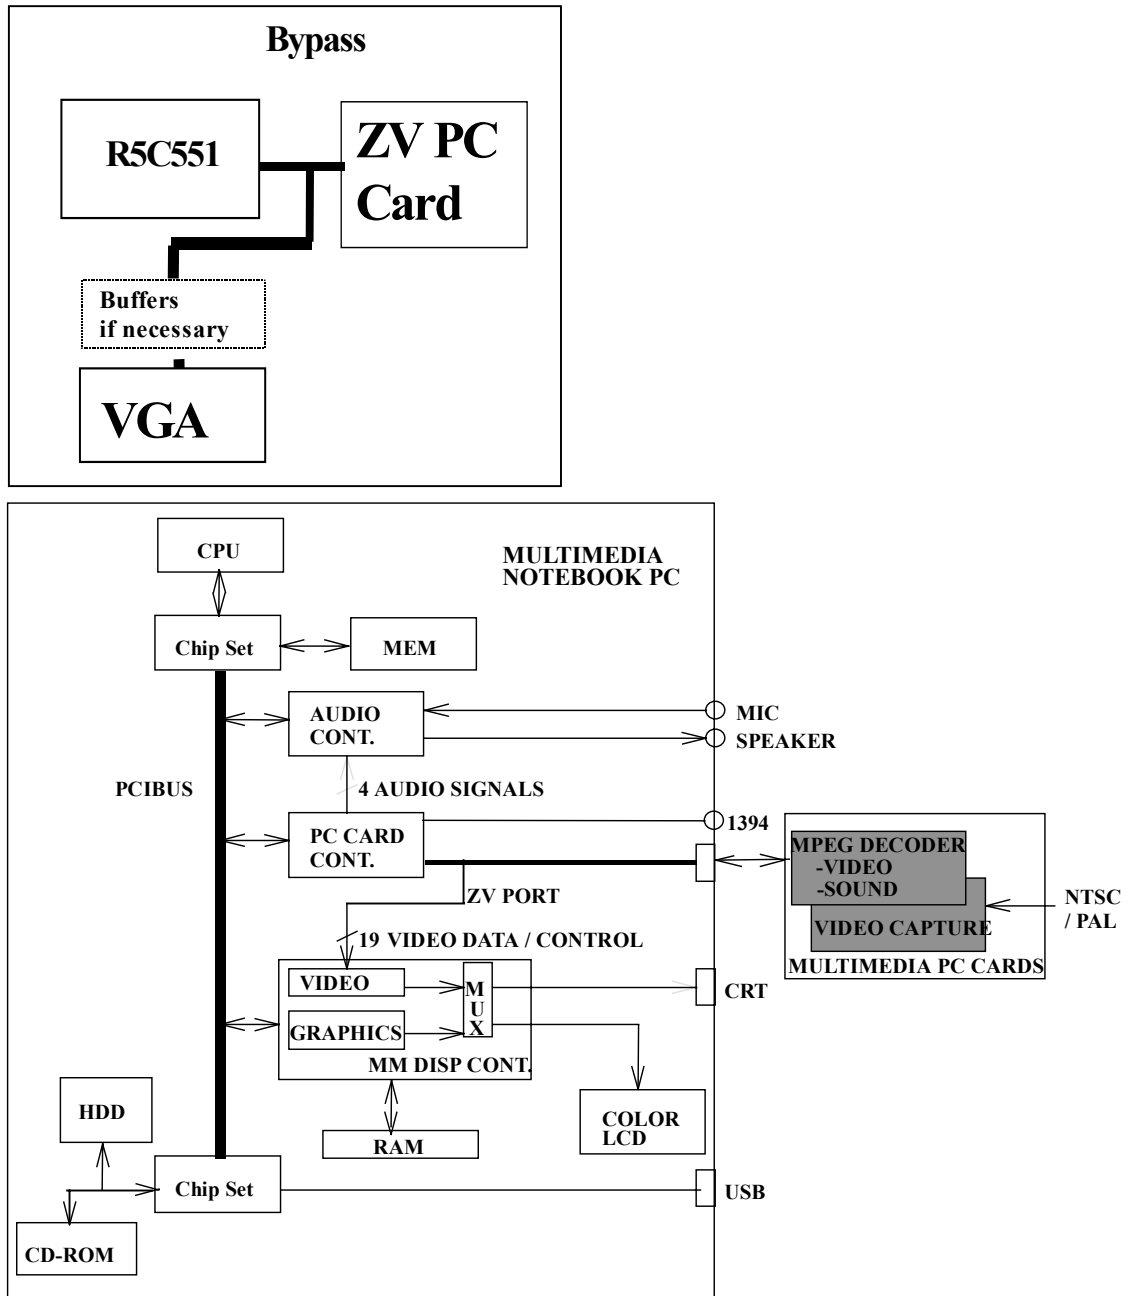 Bypass
R5C551
ZV PC
Card
Buffers
if necessary
VGA
CPU
MULTIMEDIA
NOTEBOOK PC
Chip Set
MEM
AUDIO
CONT.
MIC
SPEAKER
PCIBUS
4 AUDIO SIGNALS
PC CARD
CONT.
1394
MPEG DECODER
-VIDEO
-SOUND
ZV PORT
NTSC
/ PAL
VIDEO CAPTURE
19 VIDEO DATA / CONTROL
MULTIMEDIA PC CARDS
VIDEO
M
U
X
CRT
GRAPHICS
MM DISP CONT.
HDD
COLOR
LCD
RAM
Chip Set
USB
CD-ROM